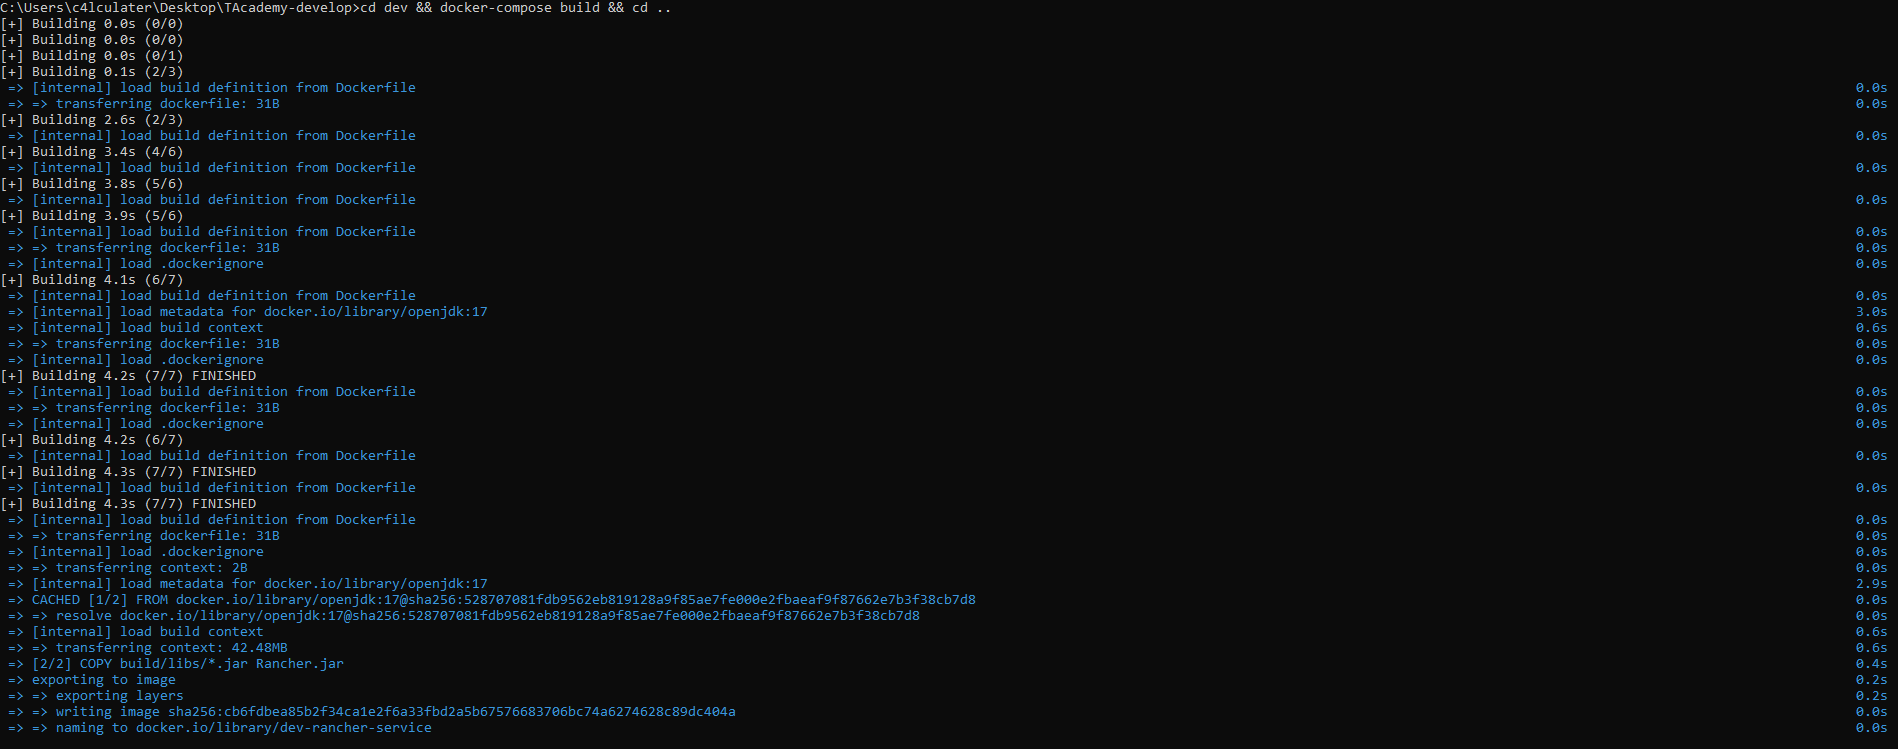 C:\Users\c4lculater\Desktop\TAcademy-develop>cd dev && docker-compose build && cd ..
[+] Building 0.0s (0/0)
[+] Building 0.0s (0/0)
[+] Building 0.0s (0/1)
[+] Building 0.1s (2/3)
=> [internal] load build definition from Dockerfile 0.0s
=> => transferring dockerfile: 31B 0.0s
[+] Building 2.6s (2/3)
=> [internal] load build definition from Dockerfile 0.0s
[+] Building 3.4s (4/6)
=> [internal] load build definition from Dockerfile 0.0s
[+] Building 3.8s (5/6)
=> [internal] load build definition from Dockerfile 0.0s
[+] Building 3.9s (5/6)
=> [internal] load build definition from Dockerfile 0.0s
=> => transferring dockerfile: 31B 0.0s
=> [internal] load .dockerignore 0.0s
[+] Building 4.1s (6/7)
=> [internal] load build definition from Dockerfile 0.0s
=> [internal] load metadata for docker.io/library/openjdk:17 3.0s
=> [internal] load build context 0.6s
=> => transferring dockerfile: 31B 0.0s
=> [internal] load .dockerignore 0.0s
[+] Building 4.2s (7/7) FINISHED
=> [internal] load build definition from Dockerfile 0.0s
=> => transferring dockerfile: 31B 0.0s
=> [internal] load .dockerignore 0.0s
[+] Building 4.2s (6/7)
=> [internal] load build definition from Dockerfile 0.0s
[+] Building 4.3s (7/7) FINISHED
=> [internal] load build definition from Dockerfile 0.0s
[+] Building 4.3s (7/7) FINISHED
=> [internal] load build definition from Dockerfile 0.0s
=> => transferring dockerfile: 31B 0.0s
=> [internal] load .dockerignore 0.0s
=> => transferring context: 2B 0.0s
=> [internal] load metadata for docker.io/library/openjdk:17 2.9s
=> CACHED [1/2] FROM docker.io/library/openjdk:17@sha256:528707081fdb9562eb819128a9f85ae7fe000e2fbaeaf9f87662e7b3f38cb7d8 0.0s
=> => resolve docker.io/library/openjdk:17@sha256:528707081fdb9562eb819128a9f85ae7fe000e2fbaeaf9f87662e7b3f38cb7d8 0.0s
=> [internal] load build context 0.6s
=> => transferring context: 42.48MB 0.6s
=> [2/2] COPY build/libs/*.jar Rancher.jar 0.4s
=> exporting to image 0.2s
=> => exporting layers 0.2s
=> => writing image sha256:cb6fdbea85b2f34ca1e2f6a33fbd2a5b67576683706bc74a6274628c89dc404a 0.0s
=> => naming to docker.io/library/dev-rancher-service 0.0s